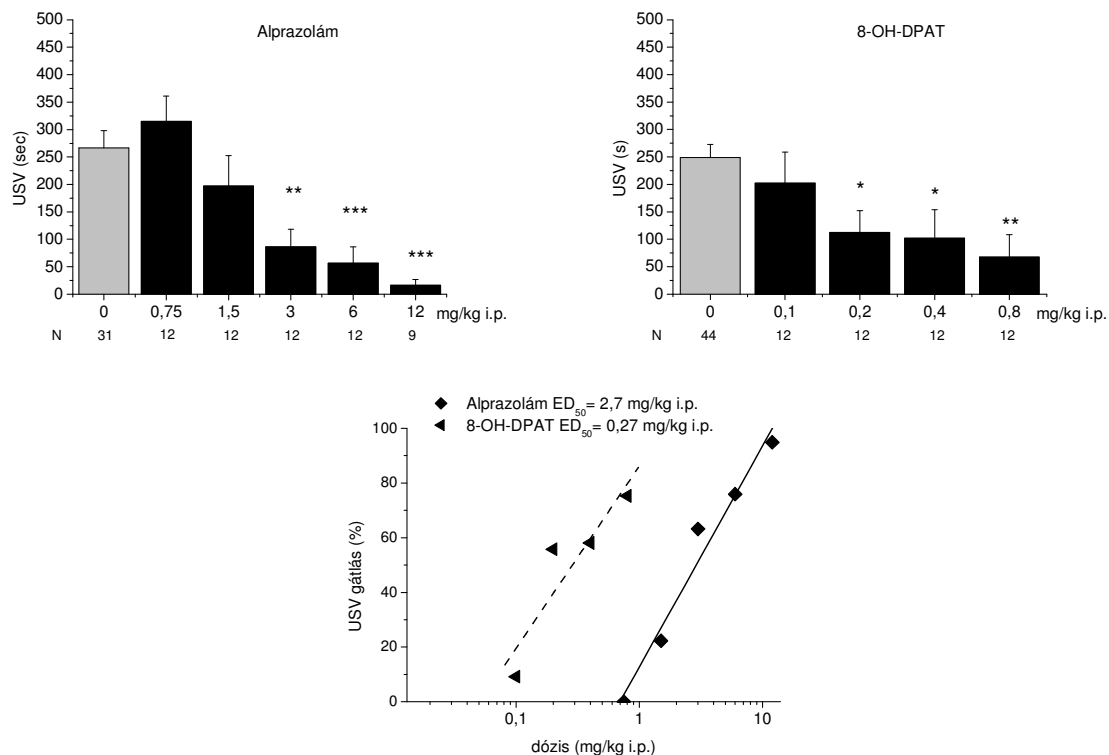 Alprazolám
500
450
400
350
300
250
200
150
100
50
0
USV (sec)
**
***
***
0 0,75 1,5 3 6 12 mg/kg i.p.
N 31 12 12 12 12 9
8-OH-DPAT
500
450
400
350
300
250
200
150
100
50
0
USV (s)
*
*
**
0 0,1 0,2 0,4 0,8 mg/kg i.p.
N 44 12 12 12 12
Alprazolám ED50= 2,7 mg/kg i.p.
8-OH-DPAT ED50= 0,27 mg/kg i.p.
100
80
60
40
20
0
USV gátlás (%)
0,1 1 10
dózis (mg/kg i.p.)